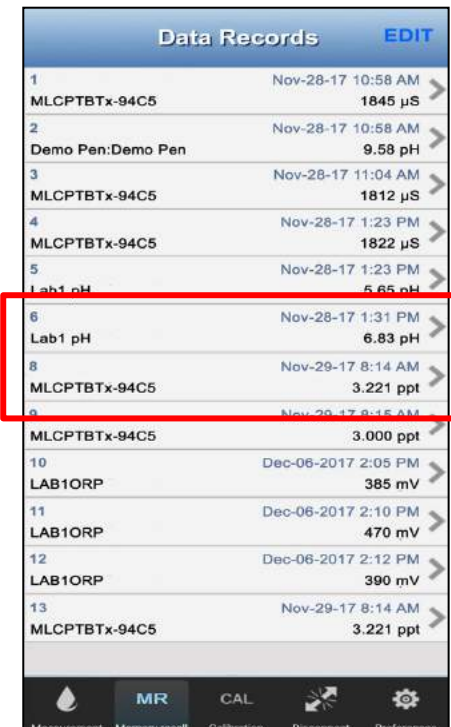 Data Records EDIT
1 Nov-28-17 10:58 AM
MLCPTBTx-94C5 1845 µS
2 Nov-28-17 10:58 AM
Demo Pen:Demo Pen 9.58 pH
3 Nov-28-17 11:04 AM
MLCPTBTx-94C5 1812 µS
4 Nov-28-17 1:23 PM
MLCPTBTx-94C5 1822 µS
5 Nov-28-17 1:23 PM
Lab1 pH 5.65 pH
6 Nov-28-17 1:31 PM
Lab1 pH 6.83 pH
8 Nov-29-17 8:14 AM
MLCPTBTx-94C5 3.221 ppt
9 Nov-29-17 8:15 AM
MLCPTBTx-94C5 3.000 ppt
10 Dec-06-2017 2:05 PM
LAB1ORP 385 mV
11 Dec-06-2017 2:10 PM
LAB1ORP 470 mV
12 Dec-06-2017 2:12 PM
LAB1ORP 390 mV
13 Nov-29-17 8:14 AM
MLCPTBTx-94C5 3.221 ppt
MR CAL